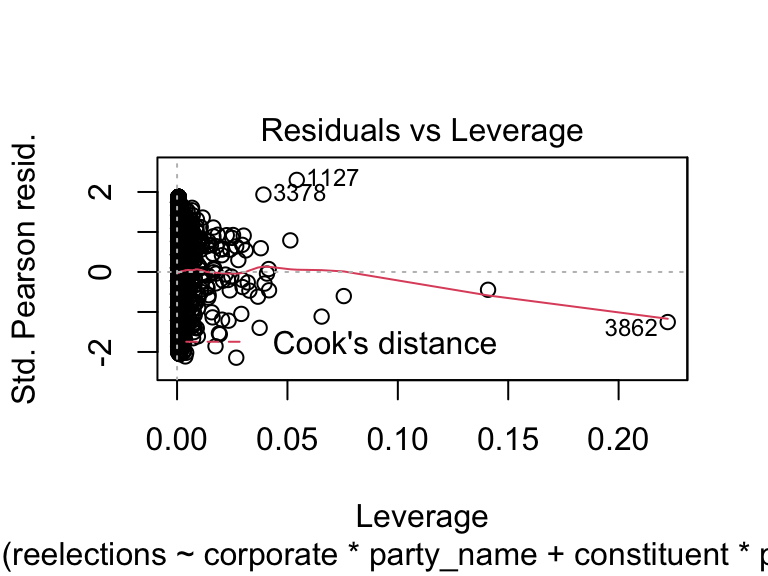 Residuals vs Leverage
Std. Pearson resid.
2
0
-2
1127
3378
3862
Cook's distance
0.00 0.05 0.10 0.15 0.20
Leverage
(reelections ~ corporate * party_name + constituent * p